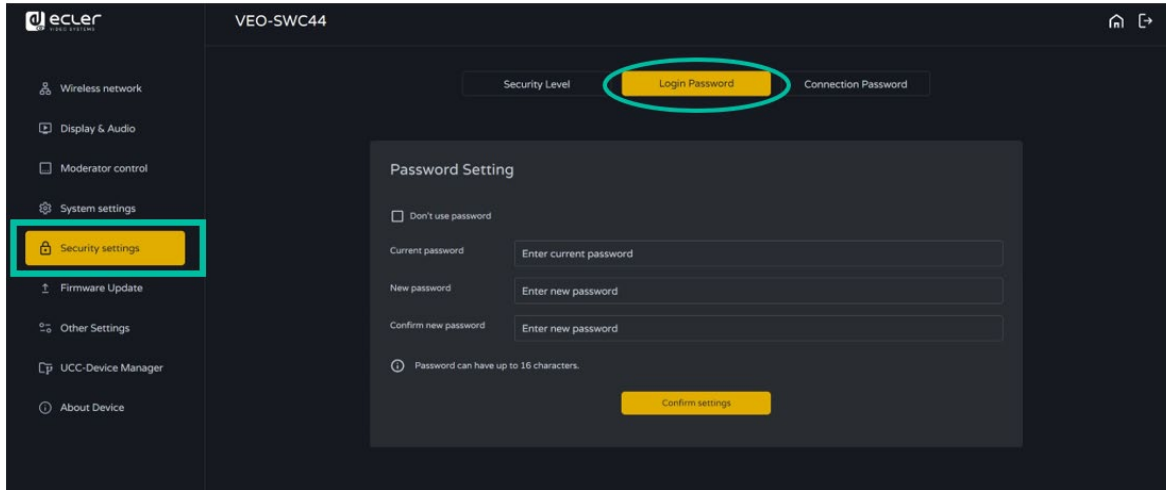 ecler
VIDEO SYSTEMS
VEO-SWC44
Wireless network
Display & Audio
Moderator control
System settings
Security settings
Firmware Update
Other Settings
UCC-Device Manager
About Device
Security Level
Login Password
Connection Password
Password Setting
Don't use password
Current password
Enter current password
New password
Enter new password
Confirm new password
Enter new password
Password can have up to 16 characters.
Confirm settings